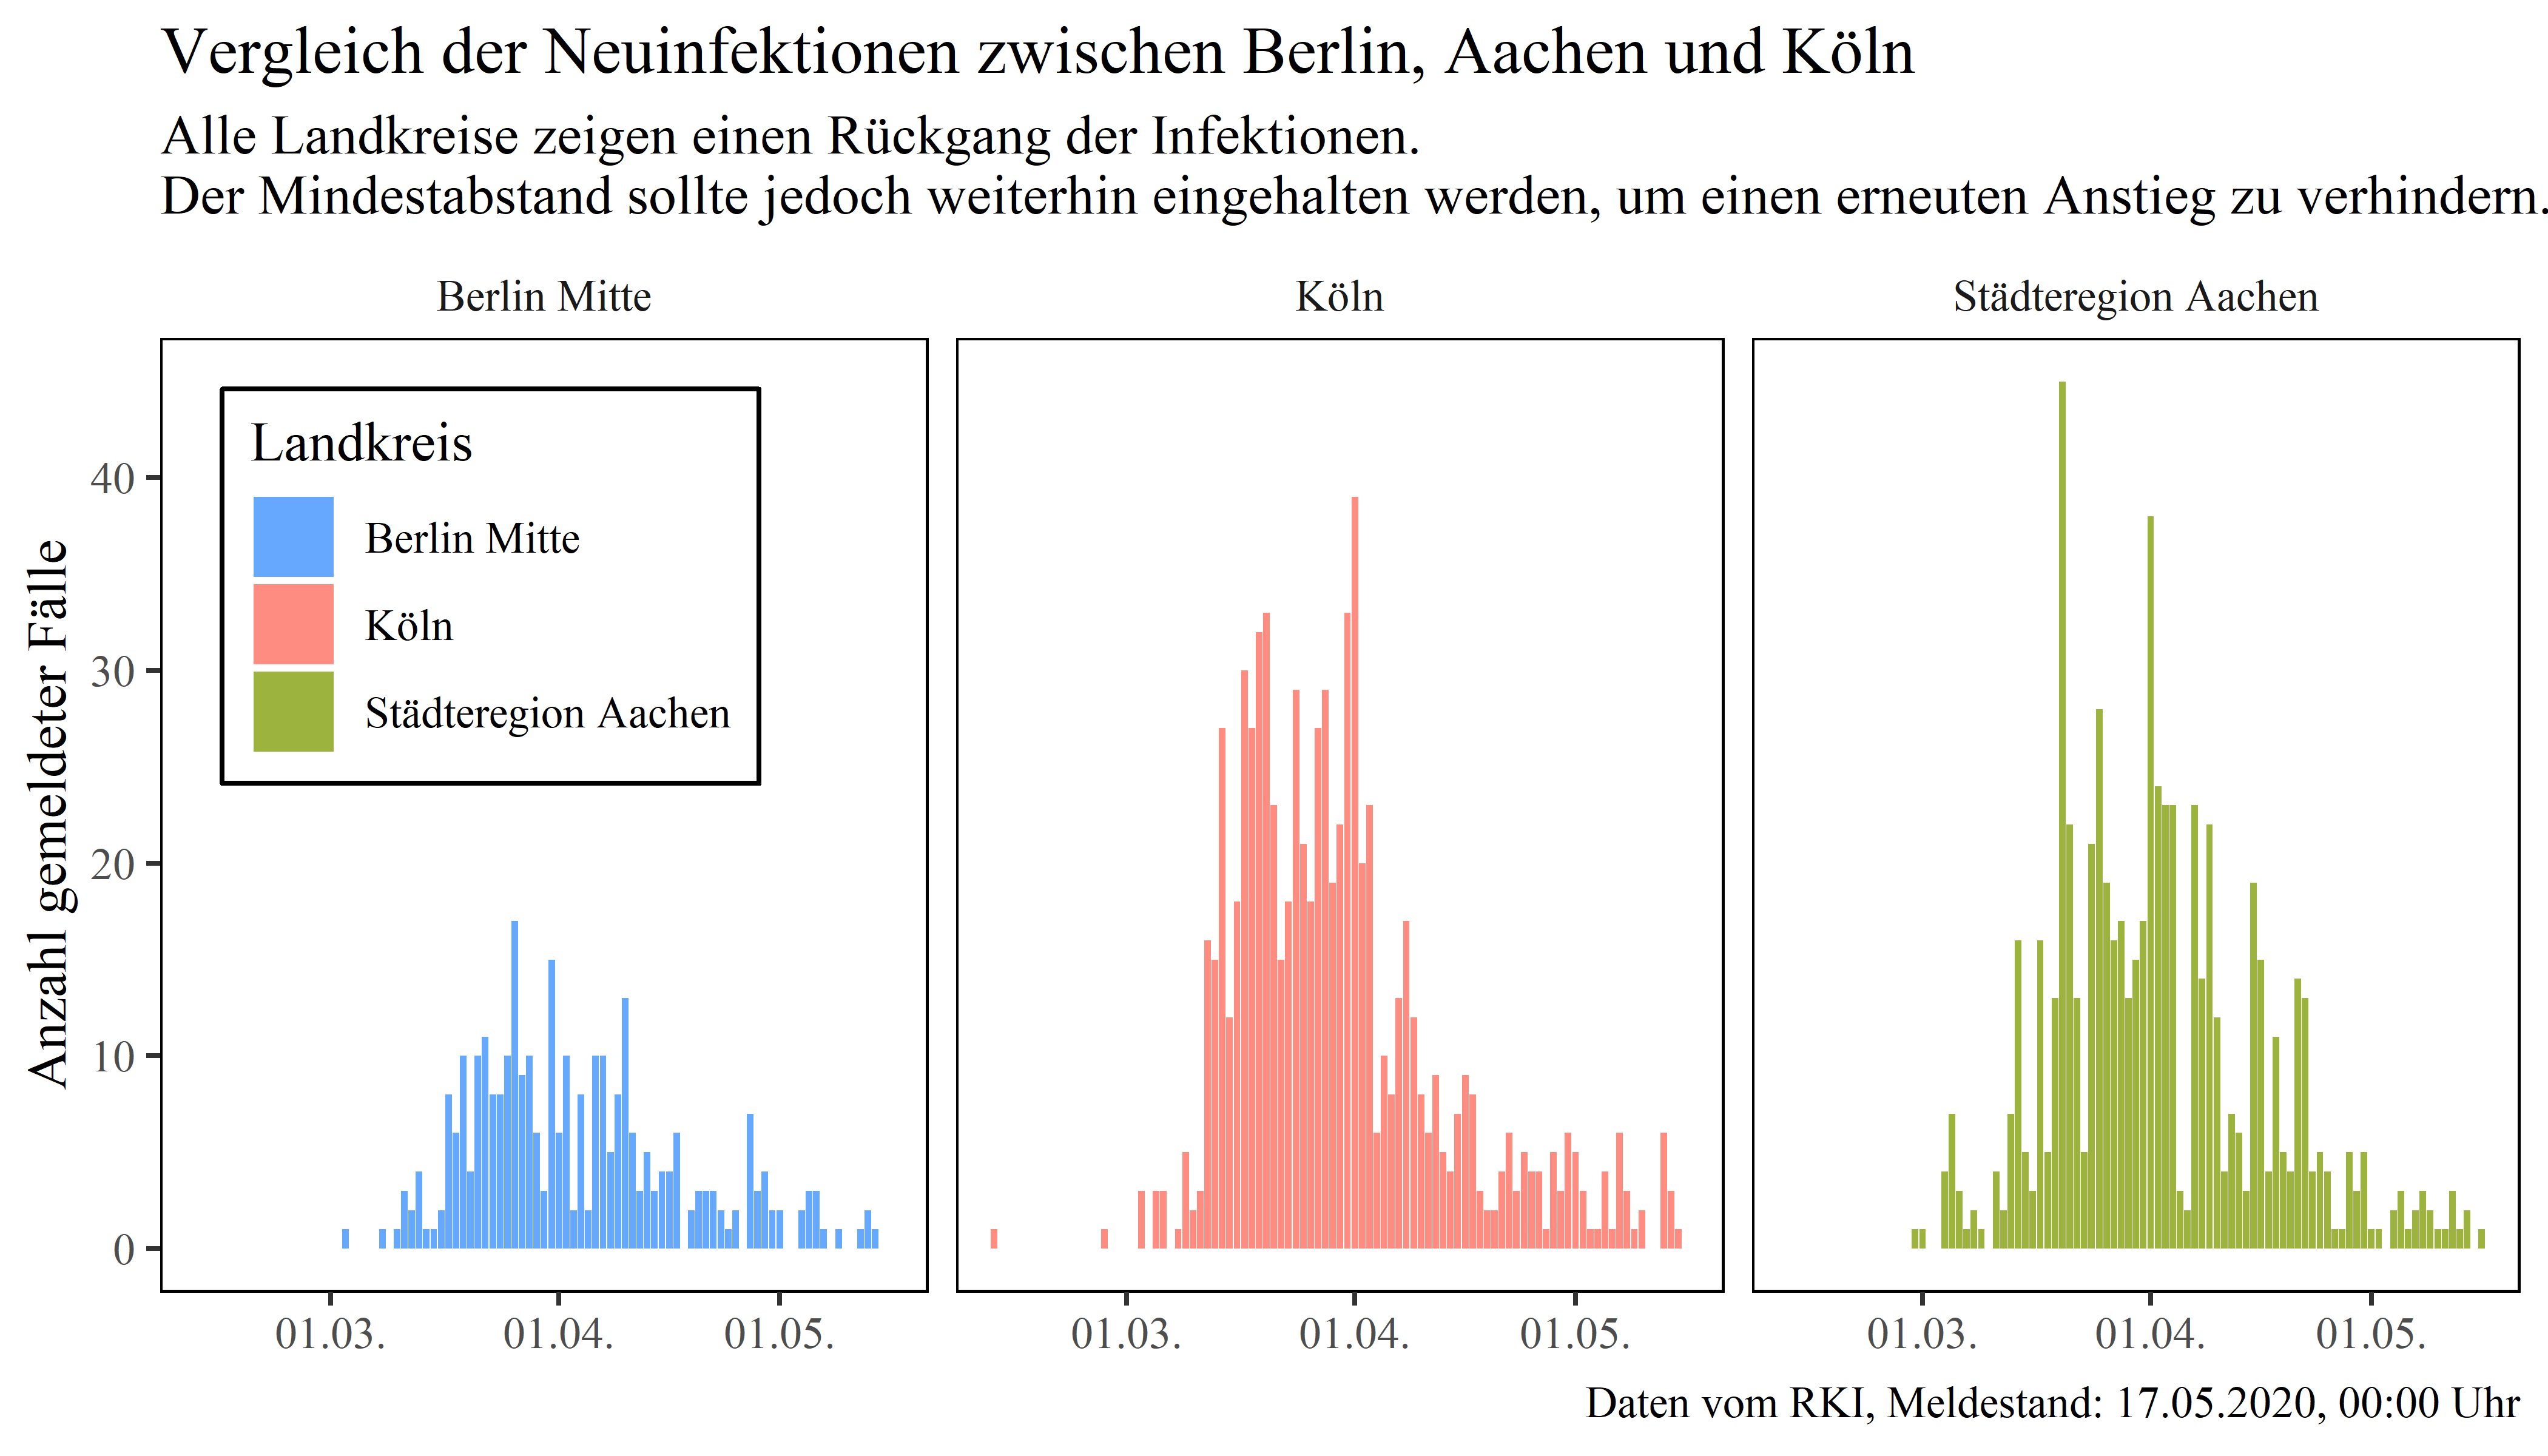 Vergleich der Neuinfektionen zwischen Berlin, Aachen und Köln
Alle Landkreise zeigen einen Rückgang der Infektionen.
Der Mindestabstand sollte jedoch weiterhin eingehalten werden, um einen erneuten Anstieg zu verhindern.
Berlin Mitte
Köln
Städteregion Aachen
Landkreis
Berlin Mitte
Köln
Städteregion Aachen
Anzahl gemeldeter Fälle
40
30
20
10
0
01.03. 01.04. 01.05.
01.03. 01.04. 01.05.
01.03. 01.04. 01.05.
Daten vom RKI, Meldestand: 17.05.2020, 00:00 Uhr